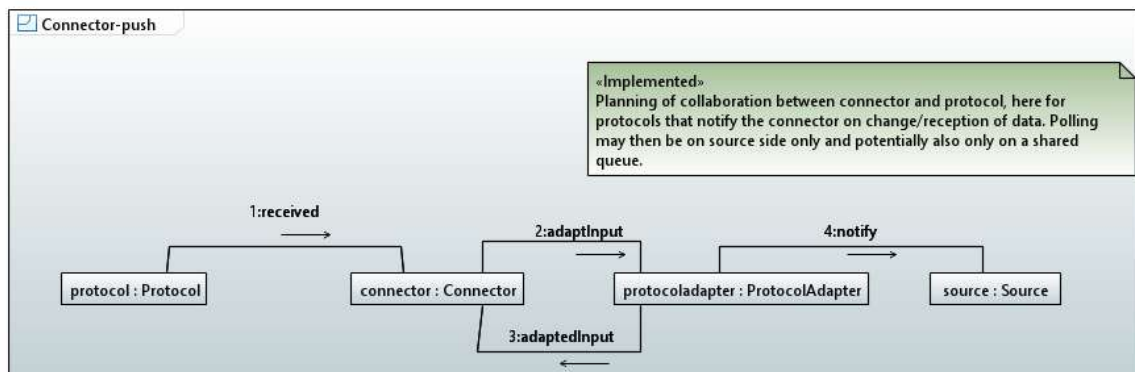 Connector-push
«Implemented»
Planning of collaboration between connector and protocol, here for
protocols that notify the connector on change/reception of data. Polling
may then be on source side only and potentially also only on a shared
queue.
1:received
2:adaptInput
4:notify
protocol : Protocol
connector : Connector
protocoladapter : ProtocolAdapter
source : Source
3:adaptedInput